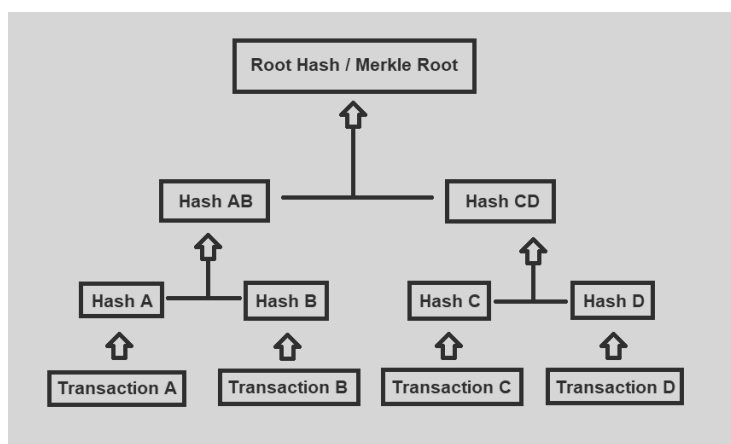 Root Hash / Merkle Root
Hash AB
Hash CD
Hash A
Hash B
Hash C
Hash D
Transaction A
Transaction B
Transaction C
Transaction D